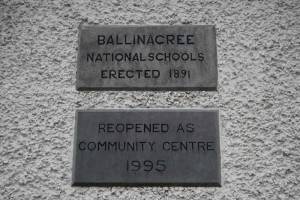 BALLINACREE
NATIONAL SCHOOLS
ERECTED 1891
REOPENED AS
COMMUNITY CENTRE
1995